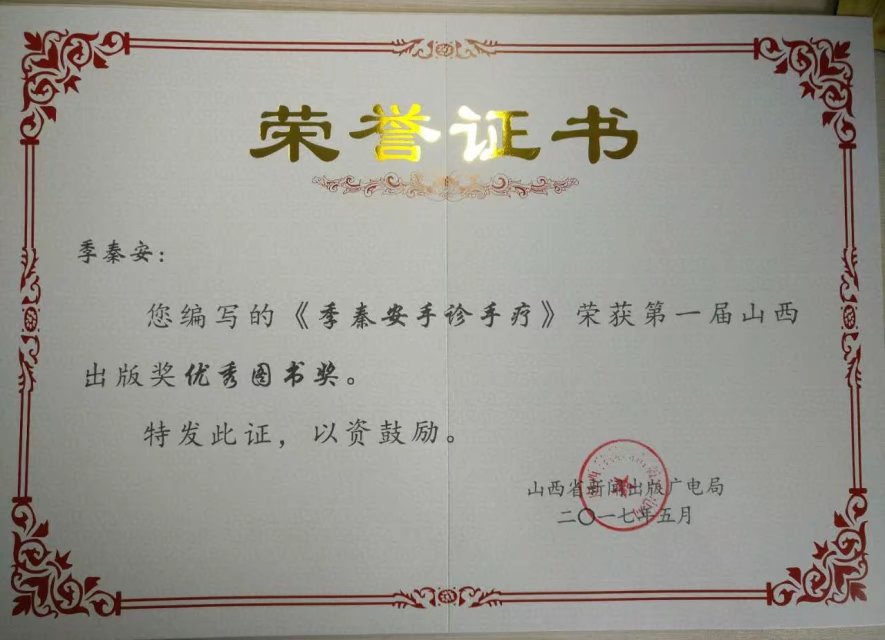 荣誉证书
季秦安:
您编写的《季秦安手诊手疗》荣获第一届山西
出版奖优秀图书奖。
特发此证，以资鼓励。
山西省新闻出版广电局
二〇一七年五月